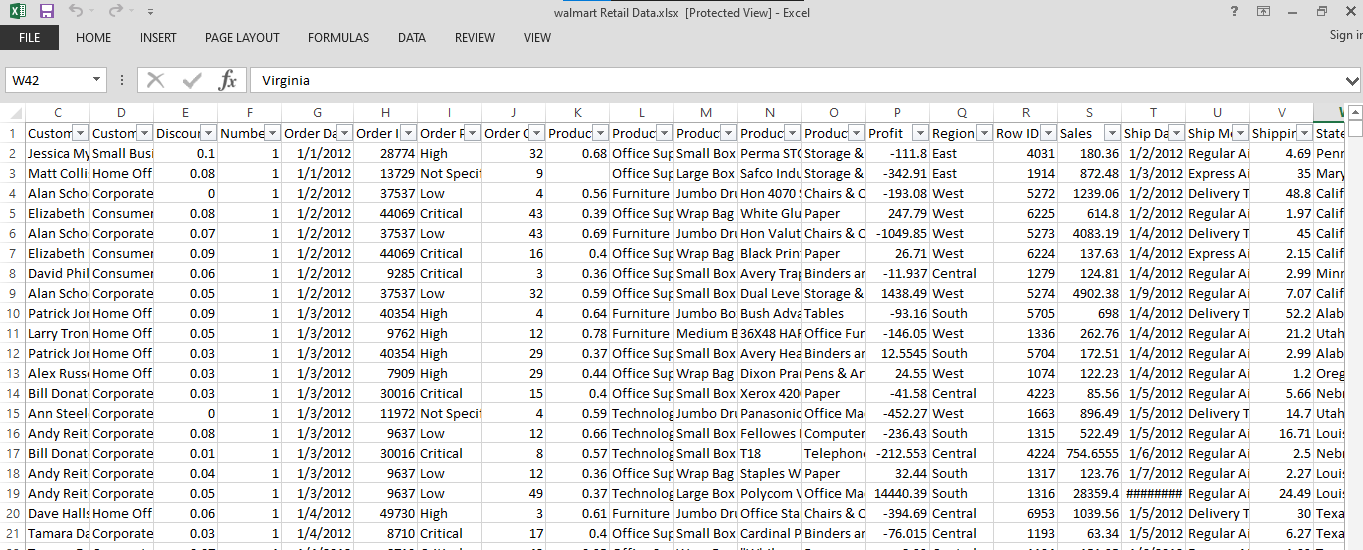 walmart Retail Data.xlsx [Protected View] - Excel
FILE HOME INSERT PAGE LAYOUT FORMULAS DATA REVIEW VIEW Sign in
W42 fx Virginia
C D E F G H I J K L M N O P Q R S T U V W
1 Custom Custom Discour Numbe Order Da Order I Order F Order C Produc Produc Produc Produc Produc Profit Region Row ID Sales Ship Da Ship Mo Shippin State
2 Jessica My Small Busi 0.1 1 1/1/2012 28774 High 32 0.68 Office Sup Small Box Perma STO Storage & -111.8 East 4031 180.36 1/2/2012 Regular Ai 4.69 Penn
3 Matt Colli Home Off 0.08 1 1/1/2012 13729 Not Specif 9 Office Sup Large Box Safco Indu Storage & -342.91 East 1914 872.48 1/3/2012 Express Ai 35 Mary
4 Alan Scho Corporate 0 1 1/2/2012 37537 Low 4 0.56 Furniture Jumbo Dru Hon 4070 S Chairs & C -193.08 West 5272 1239.06 1/2/2012 Delivery T 48.8 Calif
5 Elizabeth Consumer 0.08 1 1/2/2012 44069 Critical 43 0.39 Office Sup Wrap Bag White Glu Paper 247.79 West 6225 614.8 1/2/2012 Regular Ai 1.97 Calif
6 Alan Scho Corporate 0.07 1 1/2/2012 37537 Low 43 0.69 Furniture Jumbo Dru Hon Valut Chairs & C -1049.85 West 5273 4083.19 1/4/2012 Delivery T 45 Calif
7 Elizabeth Consumer 0.09 1 1/2/2012 44069 Critical 16 0.4 Office Sup Wrap Bag Black Prin Paper 26.71 West 6224 137.63 1/4/2012 Express Ai 2.15 Calif
8 David Phil Consumer 0.06 1 1/2/2012 9285 Critical 3 0.36 Office Sup Small Box Avery Trap Binders ar -11.937 Central 1279 124.81 1/4/2012 Regular Ai 2.99 Minn
9 Alan Scho Corporate 0.05 1 1/2/2012 37537 Low 32 0.59 Office Sup Small Box Dual Leve Storage & 1438.49 West 5274 4902.38 1/9/2012 Regular Ai 7.07 Calif
10 Patrick Jor Home Off 0.09 1 1/3/2012 40354 High 4 0.64 Furniture Jumbo Bo Bush Adva Tables -93.16 South 5705 698 1/4/2012 Delivery T 52.2 Alab
11 Larry Tron Home Off 0.05 1 1/3/2012 9762 High 12 0.78 Furniture Medium B 36X48 HAF Office Fur -146.05 West 1336 262.76 1/4/2012 Regular Ai 21.2 Utah
12 Patrick Jor Home Off 0.03 1 1/3/2012 40354 High 29 0.37 Office Sup Small Box Avery Hea Binders ar 12.5545 South 5704 172.51 1/4/2012 Regular Ai 2.99 Alab
13 Alex Russ Home Off 0.03 1 1/3/2012 7909 High 29 0.44 Office Sup Wrap Bag Dixon Pra Pens & Ar 24.55 West 1074 122.23 1/4/2012 Regular Ai 1.2 Oreg
14 Bill Donat Corporate 0.03 1 1/3/2012 30016 Critical 15 0.4 Office Sup Small Box Xerox 420 Paper -41.58 Central 4223 85.56 1/5/2012 Regular Ai 5.66 Nebr
15 Ann Steel Corporate 0 1 1/3/2012 11972 Not Specif 4 0.59 Technolog Jumbo Dru Panasonic Office Ma -452.27 West 1663 896.49 1/5/2012 Delivery T 14.7 Utah
16 Andy Reit Corporate 0.08 1 1/3/2012 9637 Low 12 0.66 Technolog Small Box Fellowes Computer -236.43 South 1315 522.49 1/5/2012 Regular Ai 16.71 Louis
17 Bill Donat Corporate 0.01 1 1/3/2012 30016 Critical 8 0.57 Technolog Small Box T18 Telephon -212.553 Central 4224 754.6555 1/6/2012 Regular Ai 2.5 Nebr
18 Andy Reit Corporate 0.04 1 1/3/2012 9637 Low 12 0.36 Office Sup Wrap Bag Staples W Paper 32.44 South 1317 123.76 1/7/2012 Regular Ai 2.27 Louis
19 Andy Reit Corporate 0.05 1 1/3/2012 9637 Low 49 0.37 Technolog Large Box Polycom V Office Ma 14440.39 South 1316 28359.4 ######## Regular Ai 24.49 Louis
20 Dave Halls Home Off 0.06 1 1/4/2012 49730 High 3 0.61 Furniture Jumbo Dru Office Sta Chairs & C -394.69 Central 6953 1039.56 1/5/2012 Delivery T 30 Texa
21 Tamara Da Corporate 0.03 1 1/4/2012 8710 Critical 17 0.4 Office Sup Small Box Cardinal P Binders ar -76.015 Central 1193 63.34 1/5/2012 Regular Ai 6.27 Texa